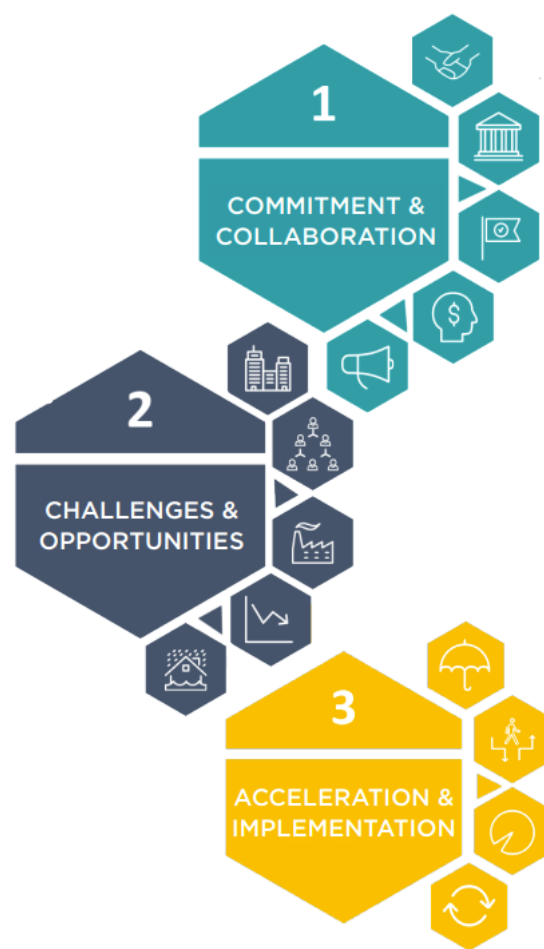 1
COMMITMENT &
COLLABORATION
$
2
CHALLENGES &
OPPORTUNITIES
3
ACCELERATION &
IMPLEMENTATION